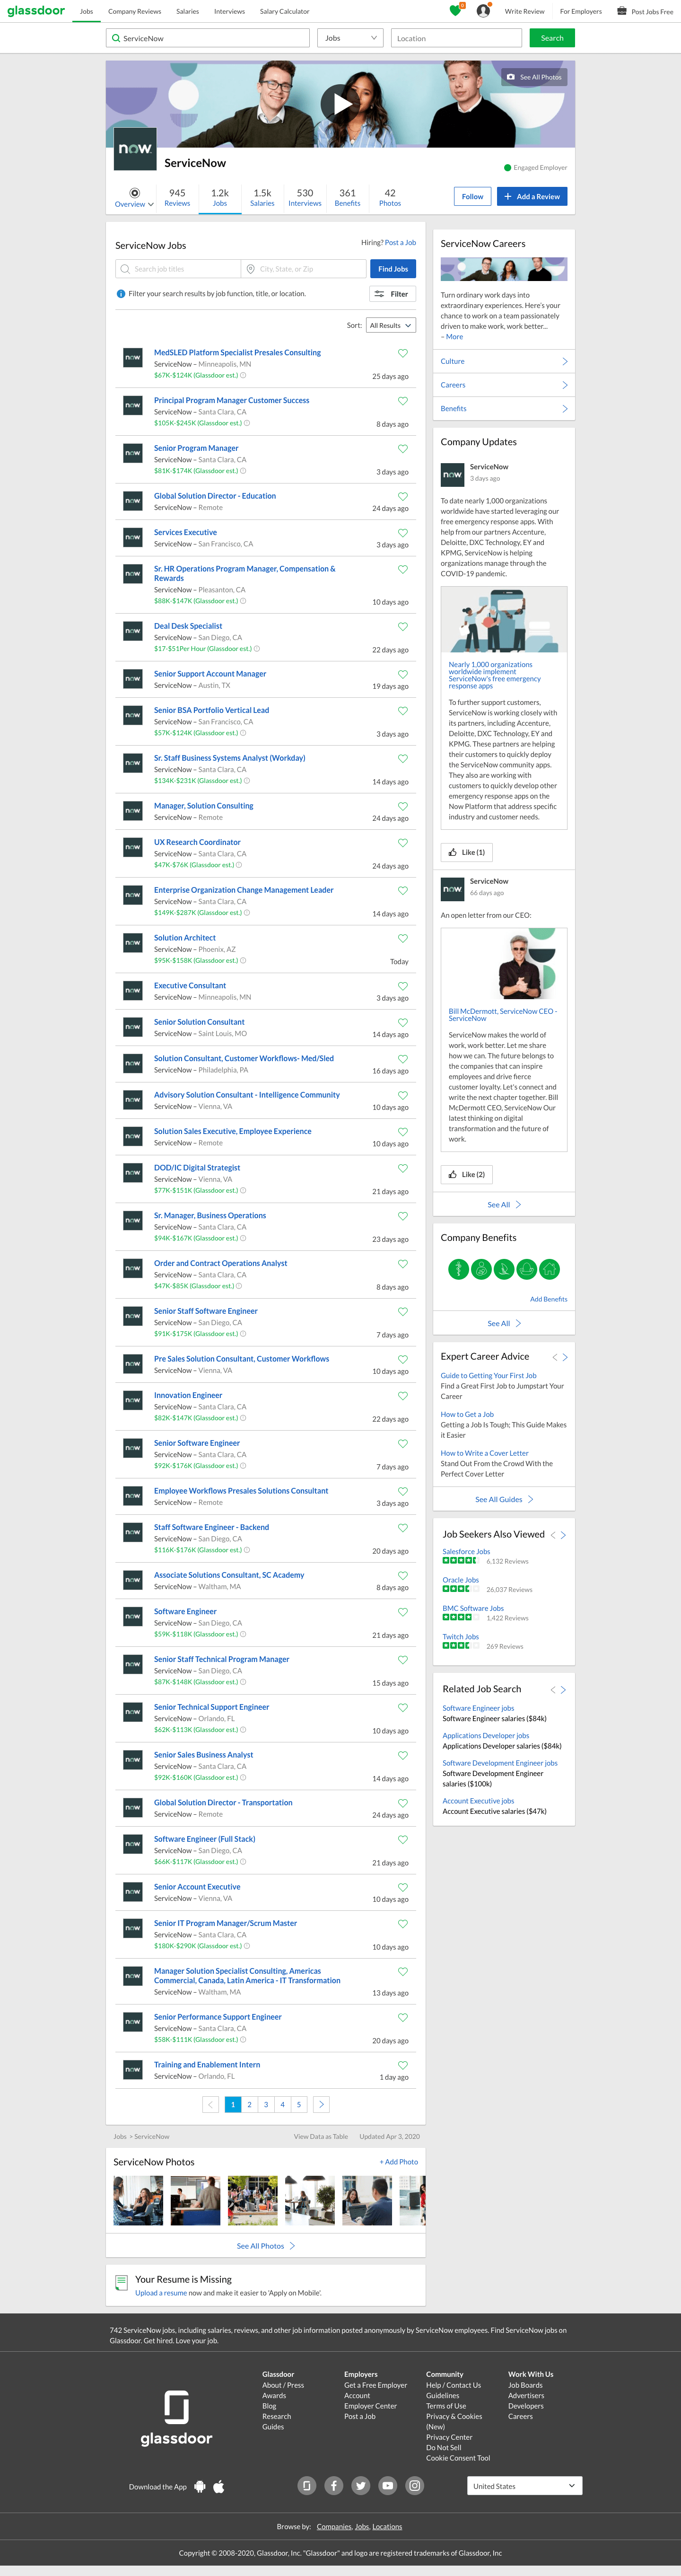 glassdoor
Jobs
Company Reviews
Salaries
Interviews
Salary Calculator
Write Review
For Employers
Post Jobs Free
ServiceNow
Jobs
Location
Search
See All Photos
now.
ServiceNow
Engaged Employer
Overview
945
Reviews
1.2k
Jobs
1.5k
Salaries
530
Interviews
361
Benefits
42
Photos
Follow
+ Add a Review
ServiceNow Jobs
Hiring? Post a Job
Search job titles
City, State, or Zip
Find Jobs
Filter your search results by job function, title, or location.
Filter
Sort:
All Results
MedSLED Platform Specialist Presales Consulting
ServiceNow – Minneapolis, MN
$67K-$124K (Glassdoor est.)
25 days ago
Principal Program Manager Customer Success
ServiceNow – Santa Clara, CA
$105K-$245K (Glassdoor est.)
8 days ago
Senior Program Manager
ServiceNow – Santa Clara, CA
$81K-$174K (Glassdoor est.)
3 days ago
Global Solution Director - Education
ServiceNow – Remote
24 days ago
Services Executive
ServiceNow – San Francisco, CA
3 days ago
Sr. HR Operations Program Manager, Compensation &
Rewards
ServiceNow – Pleasanton, CA
$88K-$147K (Glassdoor est.)
10 days ago
Deal Desk Specialist
ServiceNow – San Diego, CA
$17-$51Per Hour (Glassdoor est.)
22 days ago
Senior Support Account Manager
ServiceNow – Austin, TX
19 days ago
Senior BSA Portfolio Vertical Lead
ServiceNow – San Francisco, CA
$57K-$124K (Glassdoor est.)
3 days ago
Sr. Staff Business Systems Analyst (Workday)
ServiceNow – Santa Clara, CA
$134K-$231K (Glassdoor est.)
14 days ago
Manager, Solution Consulting
ServiceNow – Remote
24 days ago
UX Research Coordinator
ServiceNow – Santa Clara, CA
$47K-$76K (Glassdoor est.)
24 days ago
Enterprise Organization Change Management Leader
ServiceNow – Santa Clara, CA
$149K-$287K (Glassdoor est.)
14 days ago
Solution Architect
ServiceNow – Phoenix, AZ
$95K-$158K (Glassdoor est.)
Today
Executive Consultant
ServiceNow – Minneapolis, MN
3 days ago
Senior Solution Consultant
ServiceNow – Saint Louis, MO
14 days ago
Solution Consultant, Customer Workflows- Med/Sled
ServiceNow – Philadelphia, PA
16 days ago
Advisory Solution Consultant - Intelligence Community
ServiceNow – Vienna, VA
10 days ago
Solution Sales Executive, Employee Experience
ServiceNow – Remote
10 days ago
DOD/IC Digital Strategist
ServiceNow – Vienna, VA
$77K-$151K (Glassdoor est.)
21 days ago
Sr. Manager, Business Operations
ServiceNow – Santa Clara, CA
$94K-$167K (Glassdoor est.)
23 days ago
Order and Contract Operations Analyst
ServiceNow – Santa Clara, CA
$47K-$85K (Glassdoor est.)
8 days ago
Senior Staff Software Engineer
ServiceNow – San Diego, CA
$91K-$175K (Glassdoor est.)
7 days ago
Pre Sales Solution Consultant, Customer Workflows
ServiceNow – Vienna, VA
10 days ago
Innovation Engineer
ServiceNow – Santa Clara, CA
$82K-$147K (Glassdoor est.)
22 days ago
Senior Software Engineer
ServiceNow – Santa Clara, CA
$92K-$176K (Glassdoor est.)
7 days ago
Employee Workflows Presales Solutions Consultant
ServiceNow – Remote
3 days ago
Staff Software Engineer - Backend
ServiceNow – San Diego, CA
$116K-$176K (Glassdoor est.)
20 days ago
Associate Solutions Consultant, SC Academy
ServiceNow – Waltham, MA
8 days ago
Software Engineer
ServiceNow – San Diego, CA
$59K-$118K (Glassdoor est.)
21 days ago
Senior Staff Technical Program Manager
ServiceNow – San Diego, CA
$87K-$148K (Glassdoor est.)
15 days ago
Senior Technical Support Engineer
ServiceNow – Orlando, FL
$62K-$113K (Glassdoor est.)
10 days ago
Senior Sales Business Analyst
ServiceNow – Santa Clara, CA
$92K-$160K (Glassdoor est.)
14 days ago
Global Solution Director - Transportation
ServiceNow – Remote
24 days ago
Software Engineer (Full Stack)
ServiceNow – San Diego, CA
$66K-$117K (Glassdoor est.)
21 days ago
Senior Account Executive
ServiceNow – Vienna, VA
10 days ago
Senior IT Program Manager/Scrum Master
ServiceNow – Santa Clara, CA
$180K-$290K (Glassdoor est.)
10 days ago
Manager Solution Specialist Consulting, Americas
Commercial, Canada, Latin America - IT Transformation
ServiceNow – Waltham, MA
13 days ago
Senior Performance Support Engineer
ServiceNow – Santa Clara, CA
$58K-$111K (Glassdoor est.)
20 days ago
Training and Enablement Intern
ServiceNow – Orlando, FL
1 day ago
1 2 3 4 5
Jobs > ServiceNow
View Data as Table
Updated Apr 3, 2020
ServiceNow Photos
+ Add Photo
See All Photos
Your Resume is Missing
Upload a resume now and make it easier to 'Apply on Mobile'.
ServiceNow Careers
Turn ordinary work days into
extraordinary experiences. Here's your
chance to work on a team passionately
driven to make work, work better...
– More
Culture
Careers
Benefits
Company Updates
now.
ServiceNow
3 days ago
To date nearly 1,000 organizations
worldwide have started leveraging our
free emergency response apps. With
help from our partners Accenture,
Deloitte, DXC Technology, EY and
KPMG, ServiceNow is helping
organizations manage through the
COVID-19 pandemic.
Nearly 1,000 organizations
worldwide implement
ServiceNow's free emergency
response apps
To further support customers,
ServiceNow is working closely with
its partners, including Accenture,
Deloitte, DXC Technology, EY and
KPMG. These partners are helping
their customers to quickly deploy
the ServiceNow community apps.
They also are working with
customers to quickly develop other
emergency response apps on the
Now Platform that address specific
industry and customer needs.
Like (1)
now.
ServiceNow
66 days ago
An open letter from our CEO:
Bill McDermott, ServiceNow CEO -
ServiceNow
ServiceNow makes the world of
work, work better. Let me share
how we can. The future belongs to
the companies that can inspire
employees and drive fierce
customer loyalty. Let's connect and
write the next chapter together. Bill
McDermott CEO, ServiceNow Our
latest thinking on digital
transformation and the future of
work.
Like (2)
See All
Company Benefits
Add Benefits
See All
Expert Career Advice
Guide to Getting Your First Job
Find a Great First Job to Jumpstart Your
Career
How to Get a Job
Getting a Job Is Tough; This Guide Makes
it Easier
How to Write a Cover Letter
Stand Out From the Crowd With the
Perfect Cover Letter
See All Guides
Job Seekers Also Viewed
Salesforce Jobs
6,132 Reviews
Oracle Jobs
26,037 Reviews
BMC Software Jobs
1,422 Reviews
Twitch Jobs
269 Reviews
Related Job Search
Software Engineer jobs
Software Engineer salaries ($84k)
Applications Developer jobs
Applications Developer salaries ($84k)
Software Development Engineer jobs
Software Development Engineer
salaries ($100k)
Account Executive jobs
Account Executive salaries ($47k)
742 ServiceNow jobs, including salaries, reviews, and other job information posted anonymously by ServiceNow employees. Find ServiceNow jobs on
Glassdoor. Get hired. Love your job.
glassdoor
Glassdoor
About / Press
Awards
Blog
Research
Guides
Employers
Get a Free Employer
Account
Employer Center
Post a Job
Community
Help / Contact Us
Guidelines
Terms of Use
Privacy & Cookies
(New)
Privacy Center
Do Not Sell
Cookie Consent Tool
Work With Us
Job Boards
Advertisers
Developers
Careers
Download the App
United States
Browse by: Companies, Jobs, Locations
Copyright © 2008-2020, Glassdoor, Inc. "Glassdoor" and logo are registered trademarks of Glassdoor, Inc